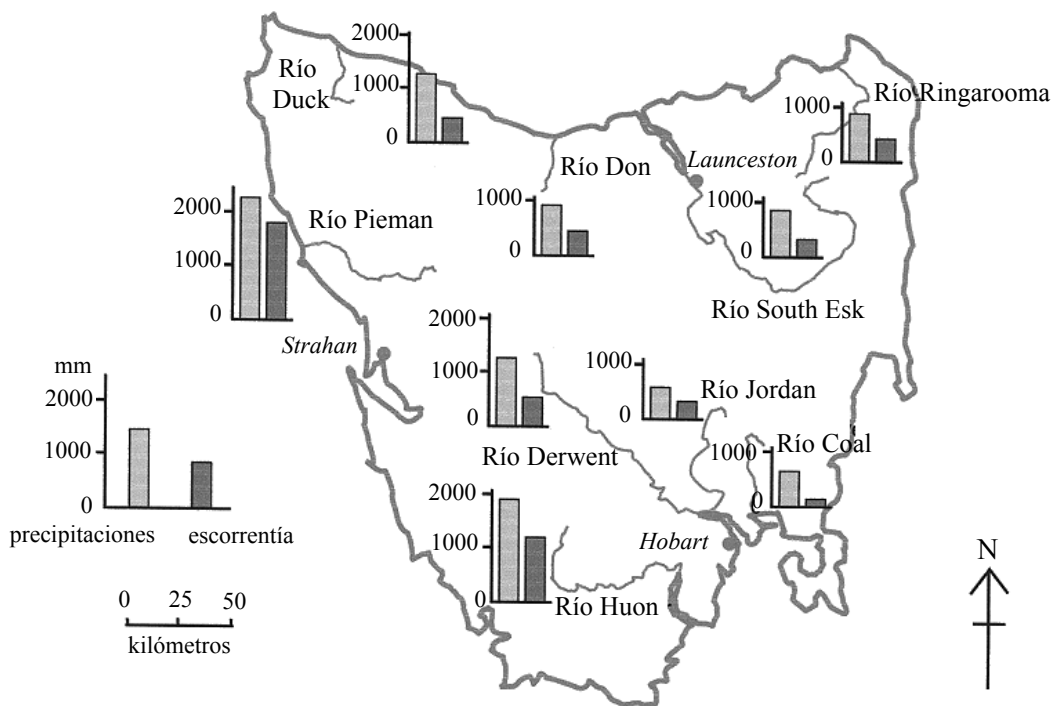 2000
1000
0
Río
Duck
Río Ringarooma
1000
0
Río Don
Launceston
1000
0
1000
0
2000
1000
0
Río Pieman
Río South Esk
Strahan
2000
1000
0
1000
0
Río Jordan
mm
2000
1000
0
precipitaciones
escorrentía
Río Derwent
1000
0
Río Coal
2000
1000
0
Hobart
Río Huon
N
0 25 50
kilómetros